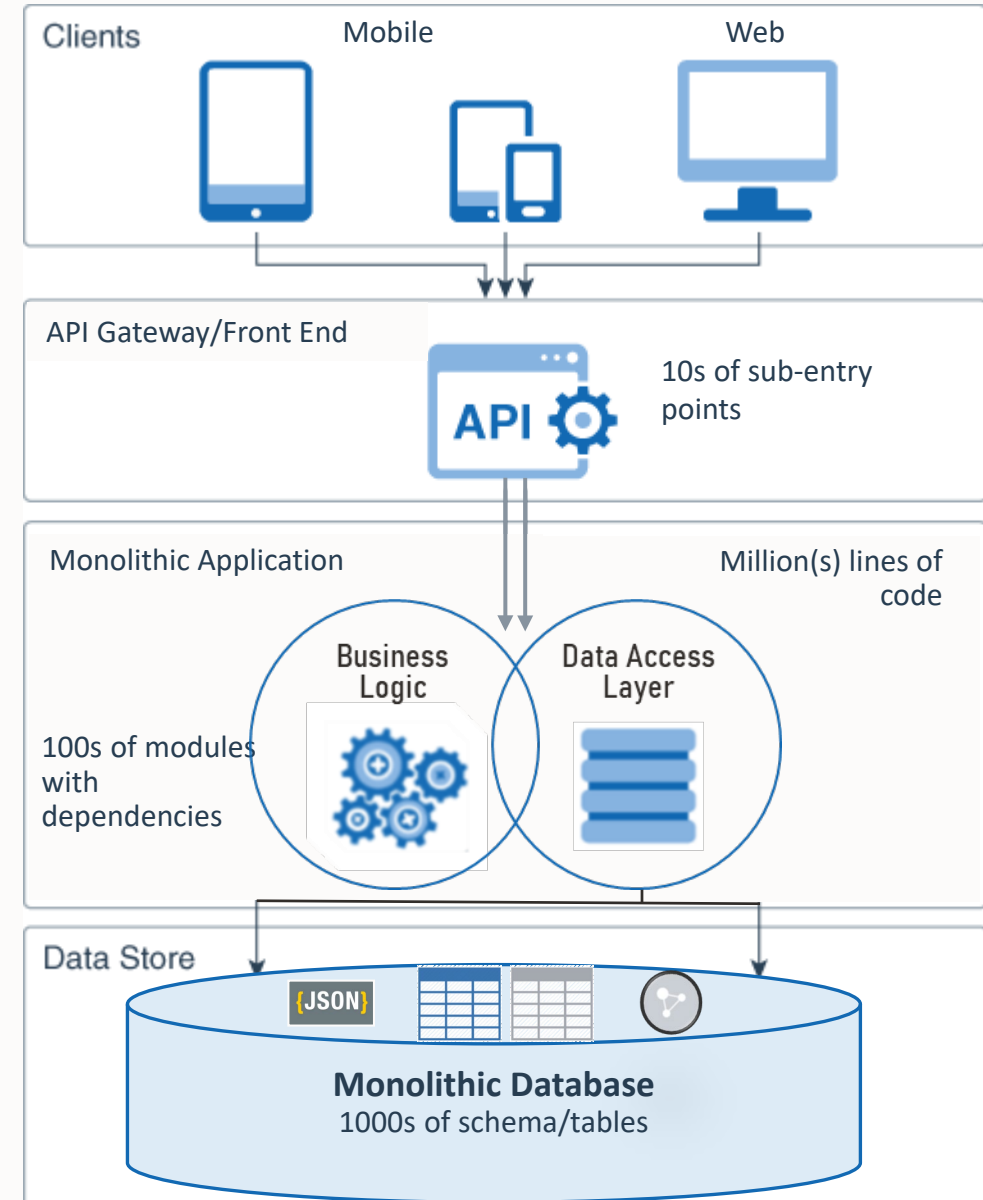 Clients
Mobile
Web
API Gateway/Front End
API
10s of sub-entry
points
Monolithic Application
Million(s) lines of
code
Business
Logic
Data Access
Layer
100s of modules
with
dependencies
Data Store
{JSON}
Monolithic Database
1000s of schema/tables